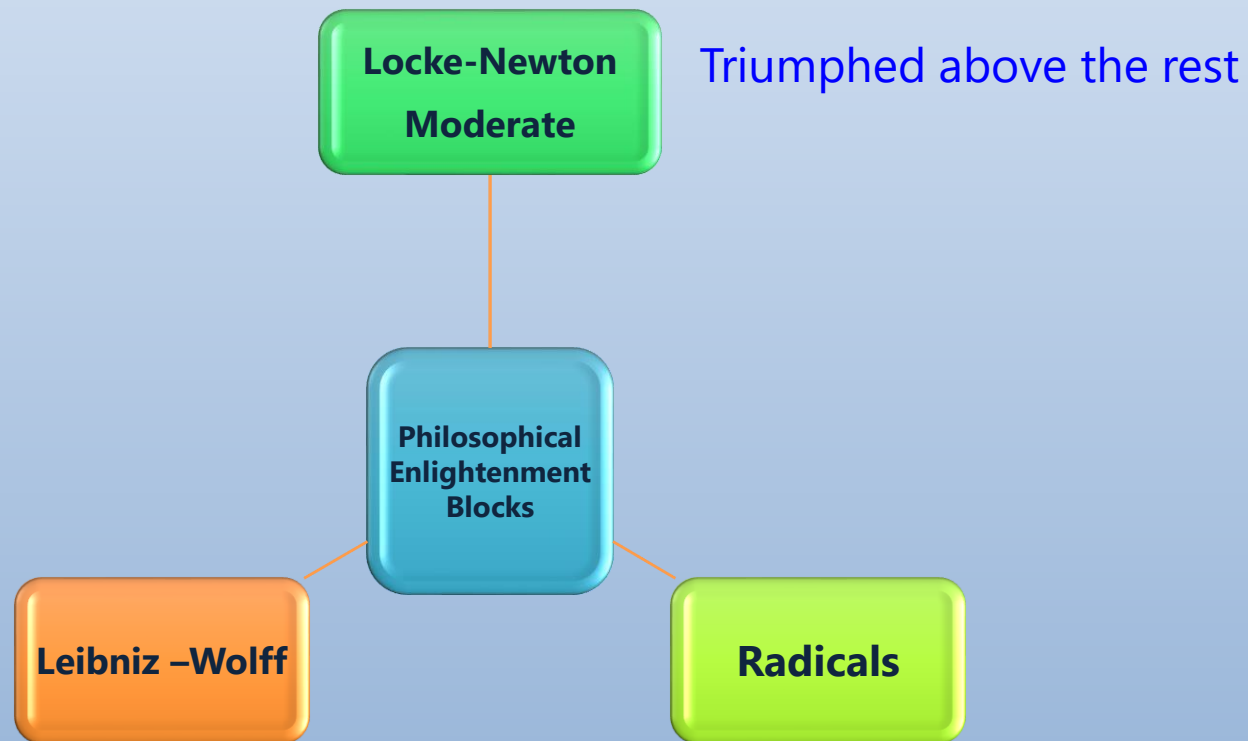 Locke-Newton
Moderate
Triumphed above the rest
Philosophical
Enlightenment
Blocks
Leibniz –Wolff
Radicals